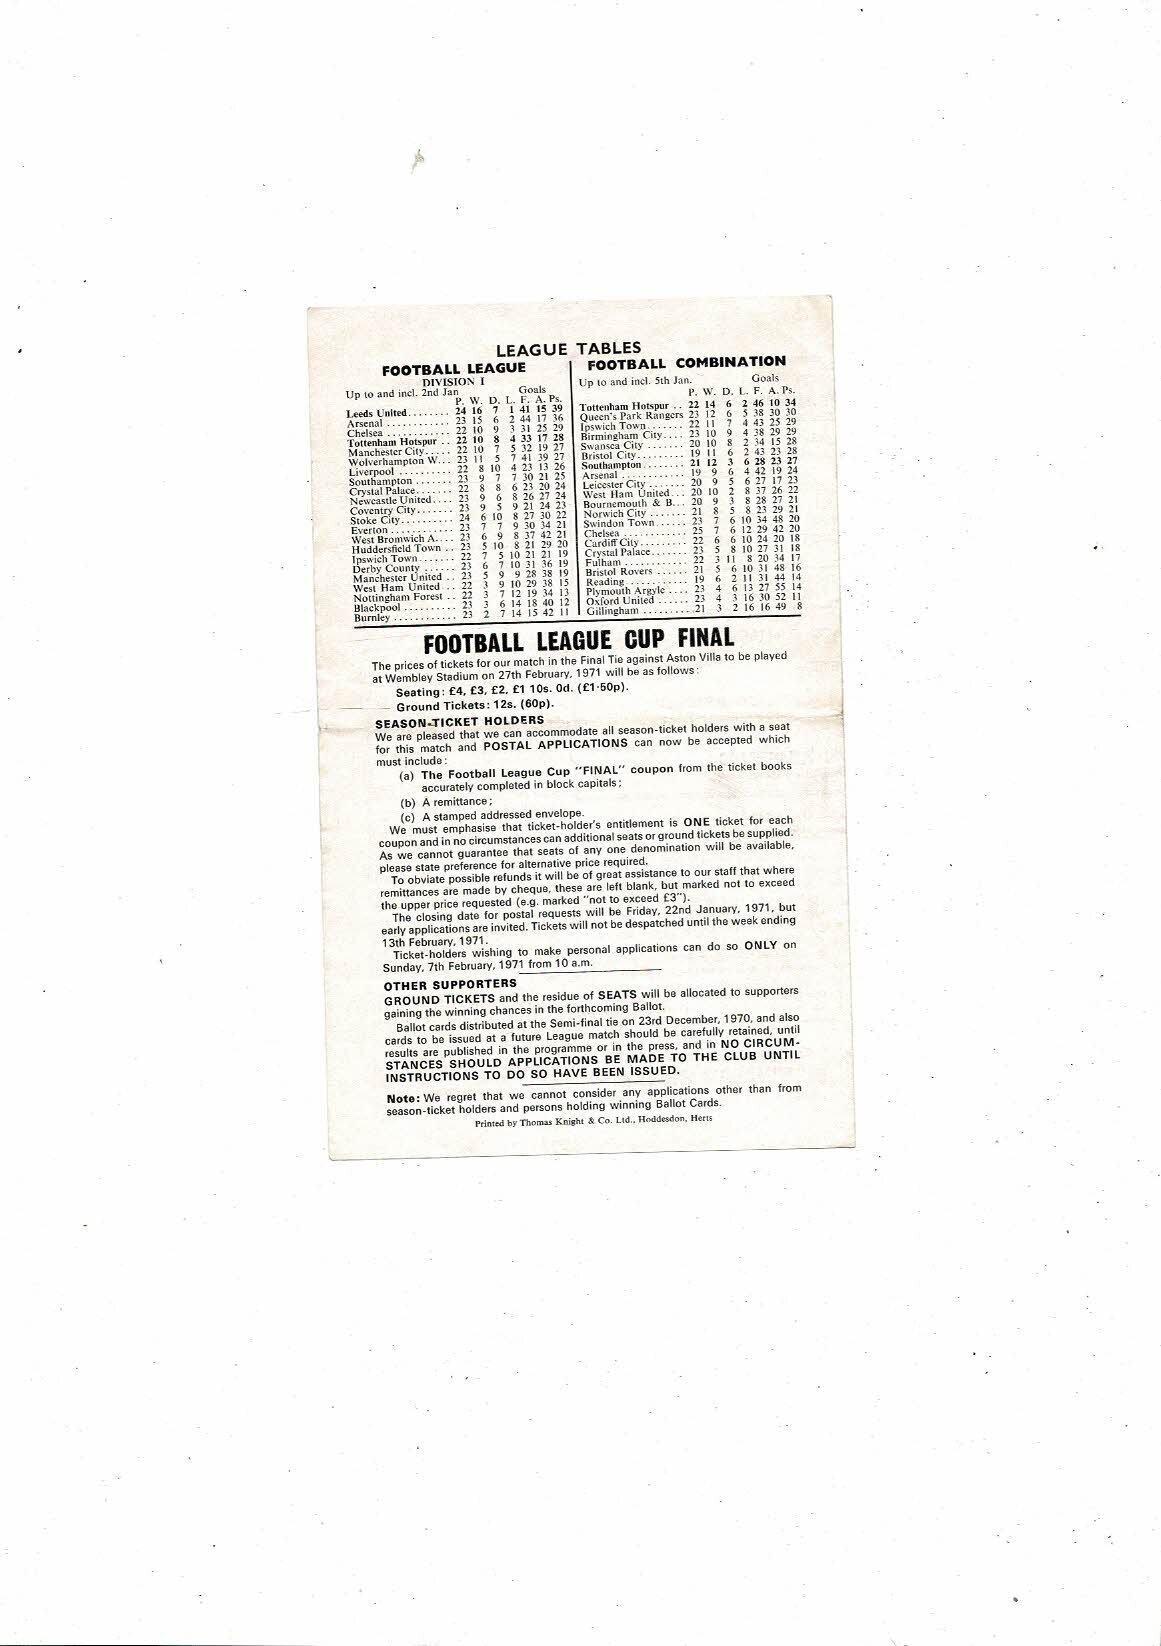 LEAGUE TABLES
FOOTBALL LEAGUE
DIVISION I
Up to and incl. 2nd Jan
Goals
P. W. D. L. F. A. Ps.
Leeds United........ 24 16 7 1 41 15 39
Arsenal ............ 23 15 6 2 44 17 36
Chelsea ............ 22 10 9 3 31 25 29
Tottenham Hotspur .. 22 10 8 4 33 17 28
Manchester City..... 22 10 7 5 32 19 27
Wolverhampton W... 23 11 5 7 41 39 27
Liverpool .......... 22 8 10 4 23 13 26
Southampton ....... 23 9 7 7 30 21 25
Crystal Palace....... 22 8 8 6 23 20 24
Newcastle United.... 23 9 6 8 26 27 24
Coventry City....... 23 9 5 9 21 24 23
Stoke City.......... 24 6 10 8 27 30 22
Everton ............ 23 7 7 9 30 34 21
West Bromwich A.... 23 6 9 8 37 42 21
Huddersfield Town .. 23 5 10 8 21 29 20
Ipswich Town....... 22 7 5 10 21 21 19
Derby County ...... 23 6 7 10 31 36 19
Manchester United .. 23 5 9 9 28 38 19
West Ham United ... 22 3 9 10 29 38 15
Nottingham Forest .. 22 3 7 12 19 34 13
Blackpool .......... 23 3 6 14 18 40 12
Burnley ............ 23 2 7 14 15 42 11
FOOTBALL COMBINATION
Up to and incl. 5th Jan.
Goals
P. W. D. L. F. A. Ps.
Tottenham Hotspur .. 22 14 6 2 46 10 34
Queen's Park Rangers 23 12 6 5 38 30 30
Ipswich Town....... 22 11 7 4 43 25 29
Birmingham City.... 23 10 9 4 38 29 29
Swansea City ....... 20 10 8 2 34 15 28
Bristol City......... 19 11 6 2 43 23 28
Southampton........ 21 12 3 6 28 23 27
Arsenal ............ 19 9 6 4 42 19 24
Leicester City ....... 20 9 5 6 27 17 23
West Ham United... 20 10 2 8 37 26 22
Bournemouth & B... 20 9 3 8 28 27 21
Norwich City ....... 21 8 5 8 23 29 21
Swindon Town...... 23 7 6 10 34 48 20
Chelsea ............ 25 7 6 12 29 42 20
Cardiff City......... 22 6 6 10 24 20 18
Crystal Palace....... 23 5 8 10 27 31 18
Fulham ............ 22 3 11 8 20 34 17
Bristol Rovers ...... 21 5 6 10 31 48 16
Reading............ 19 6 2 11 31 44 14
Plymouth Argyle .... 23 4 6 13 27 55 14
Oxford United ...... 23 4 3 16 30 52 11
Gillingham ........ 21 3 2 16 16 49 8
FOOTBALL LEAGUE CUP FINAL
The prices of tickets for our match in the Final Tie against Aston Villa to be played
at Wembley Stadium on 27th February, 1971 will be as follows:
Seating: £4, £3, £2, £1 10s. 0d. (£1·50p).
Ground Tickets: 12s. (60p).
SEASON-TICKET HOLDERS
We are pleased that we can accommodate all season-ticket holders with a seat
for this match and POSTAL APPLICATIONS can now be accepted which
must include:
(a) The Football League Cup "FINAL" coupon from the ticket books
accurately completed in block capitals;
(b) A remittance;
(c) A stamped addressed envelope.
We must emphasise that ticket-holder's entitlement is ONE ticket for each
coupon and in no circumstances can additional seats or ground tickets be supplied.
As we cannot guarantee that seats of any one denomination will be available,
please state preference for alternative price required.
To obviate possible refunds it will be of great assistance to our staff that where
remittances are made by cheque, these are left blank, but marked not to exceed
the upper price requested (e.g. marked "not to exceed £3").
The closing date for postal requests will be Friday, 22nd January, 1971, but
early applications are invited. Tickets will not be despatched until the week ending
13th February, 1971.
Ticket-holders wishing to make personal applications can do so ONLY on
Sunday, 7th February, 1971 from 10 a.m.
OTHER SUPPORTERS
GROUND TICKETS and the residue of SEATS will be allocated to supporters
gaining the winning chances in the forthcoming Ballot.
Ballot cards distributed at the Semi-final tie on 23rd December, 1970, and also
cards to be issued at a future League match should be carefully retained, until
results are published in the programme or in the press, and in NO CIRCUM-
STANCES SHOULD APPLICATIONS BE MADE TO THE CLUB UNTIL
INSTRUCTIONS TO DO SO HAVE BEEN ISSUED.
Note: We regret that we cannot consider any applications other than from
season-ticket holders and persons holding winning Ballot Cards.
Printed by Thomas Knight & Co. Ltd., Hoddesdon, Herts